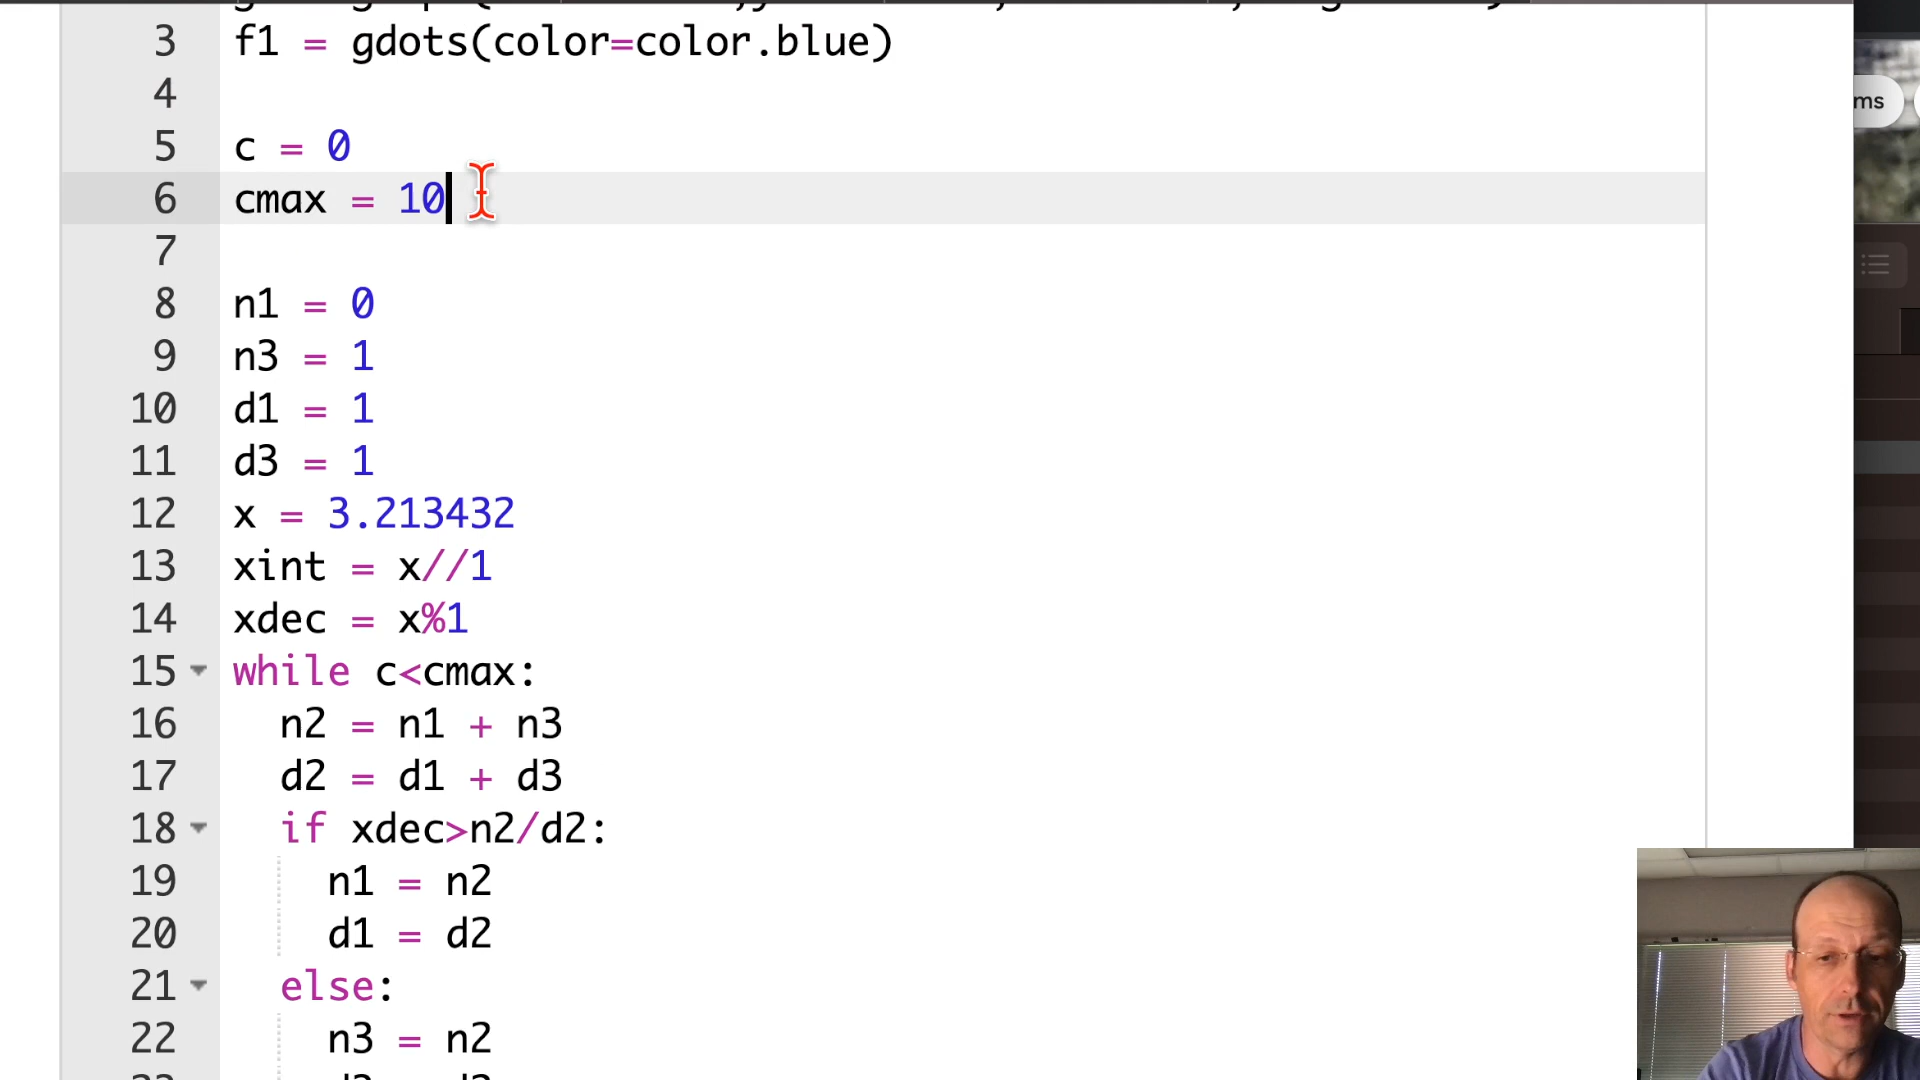 3 f1 = gdots(color=color.blue)
4
5 c = 0
6 cmax = 10
7
8 n1 = 0
9 n3 = 1
10 d1 = 1
11 d3 = 1
12 x = 3.213432
13 xint = x//1
14 xdec = x%1
15 while c<cmax:
16 n2 = n1 + n3
17 d2 = d1 + d3
18 if xdec>n2/d2:
19 n1 = n2
20 d1 = d2
21 else:
22 n3 = n2
ms